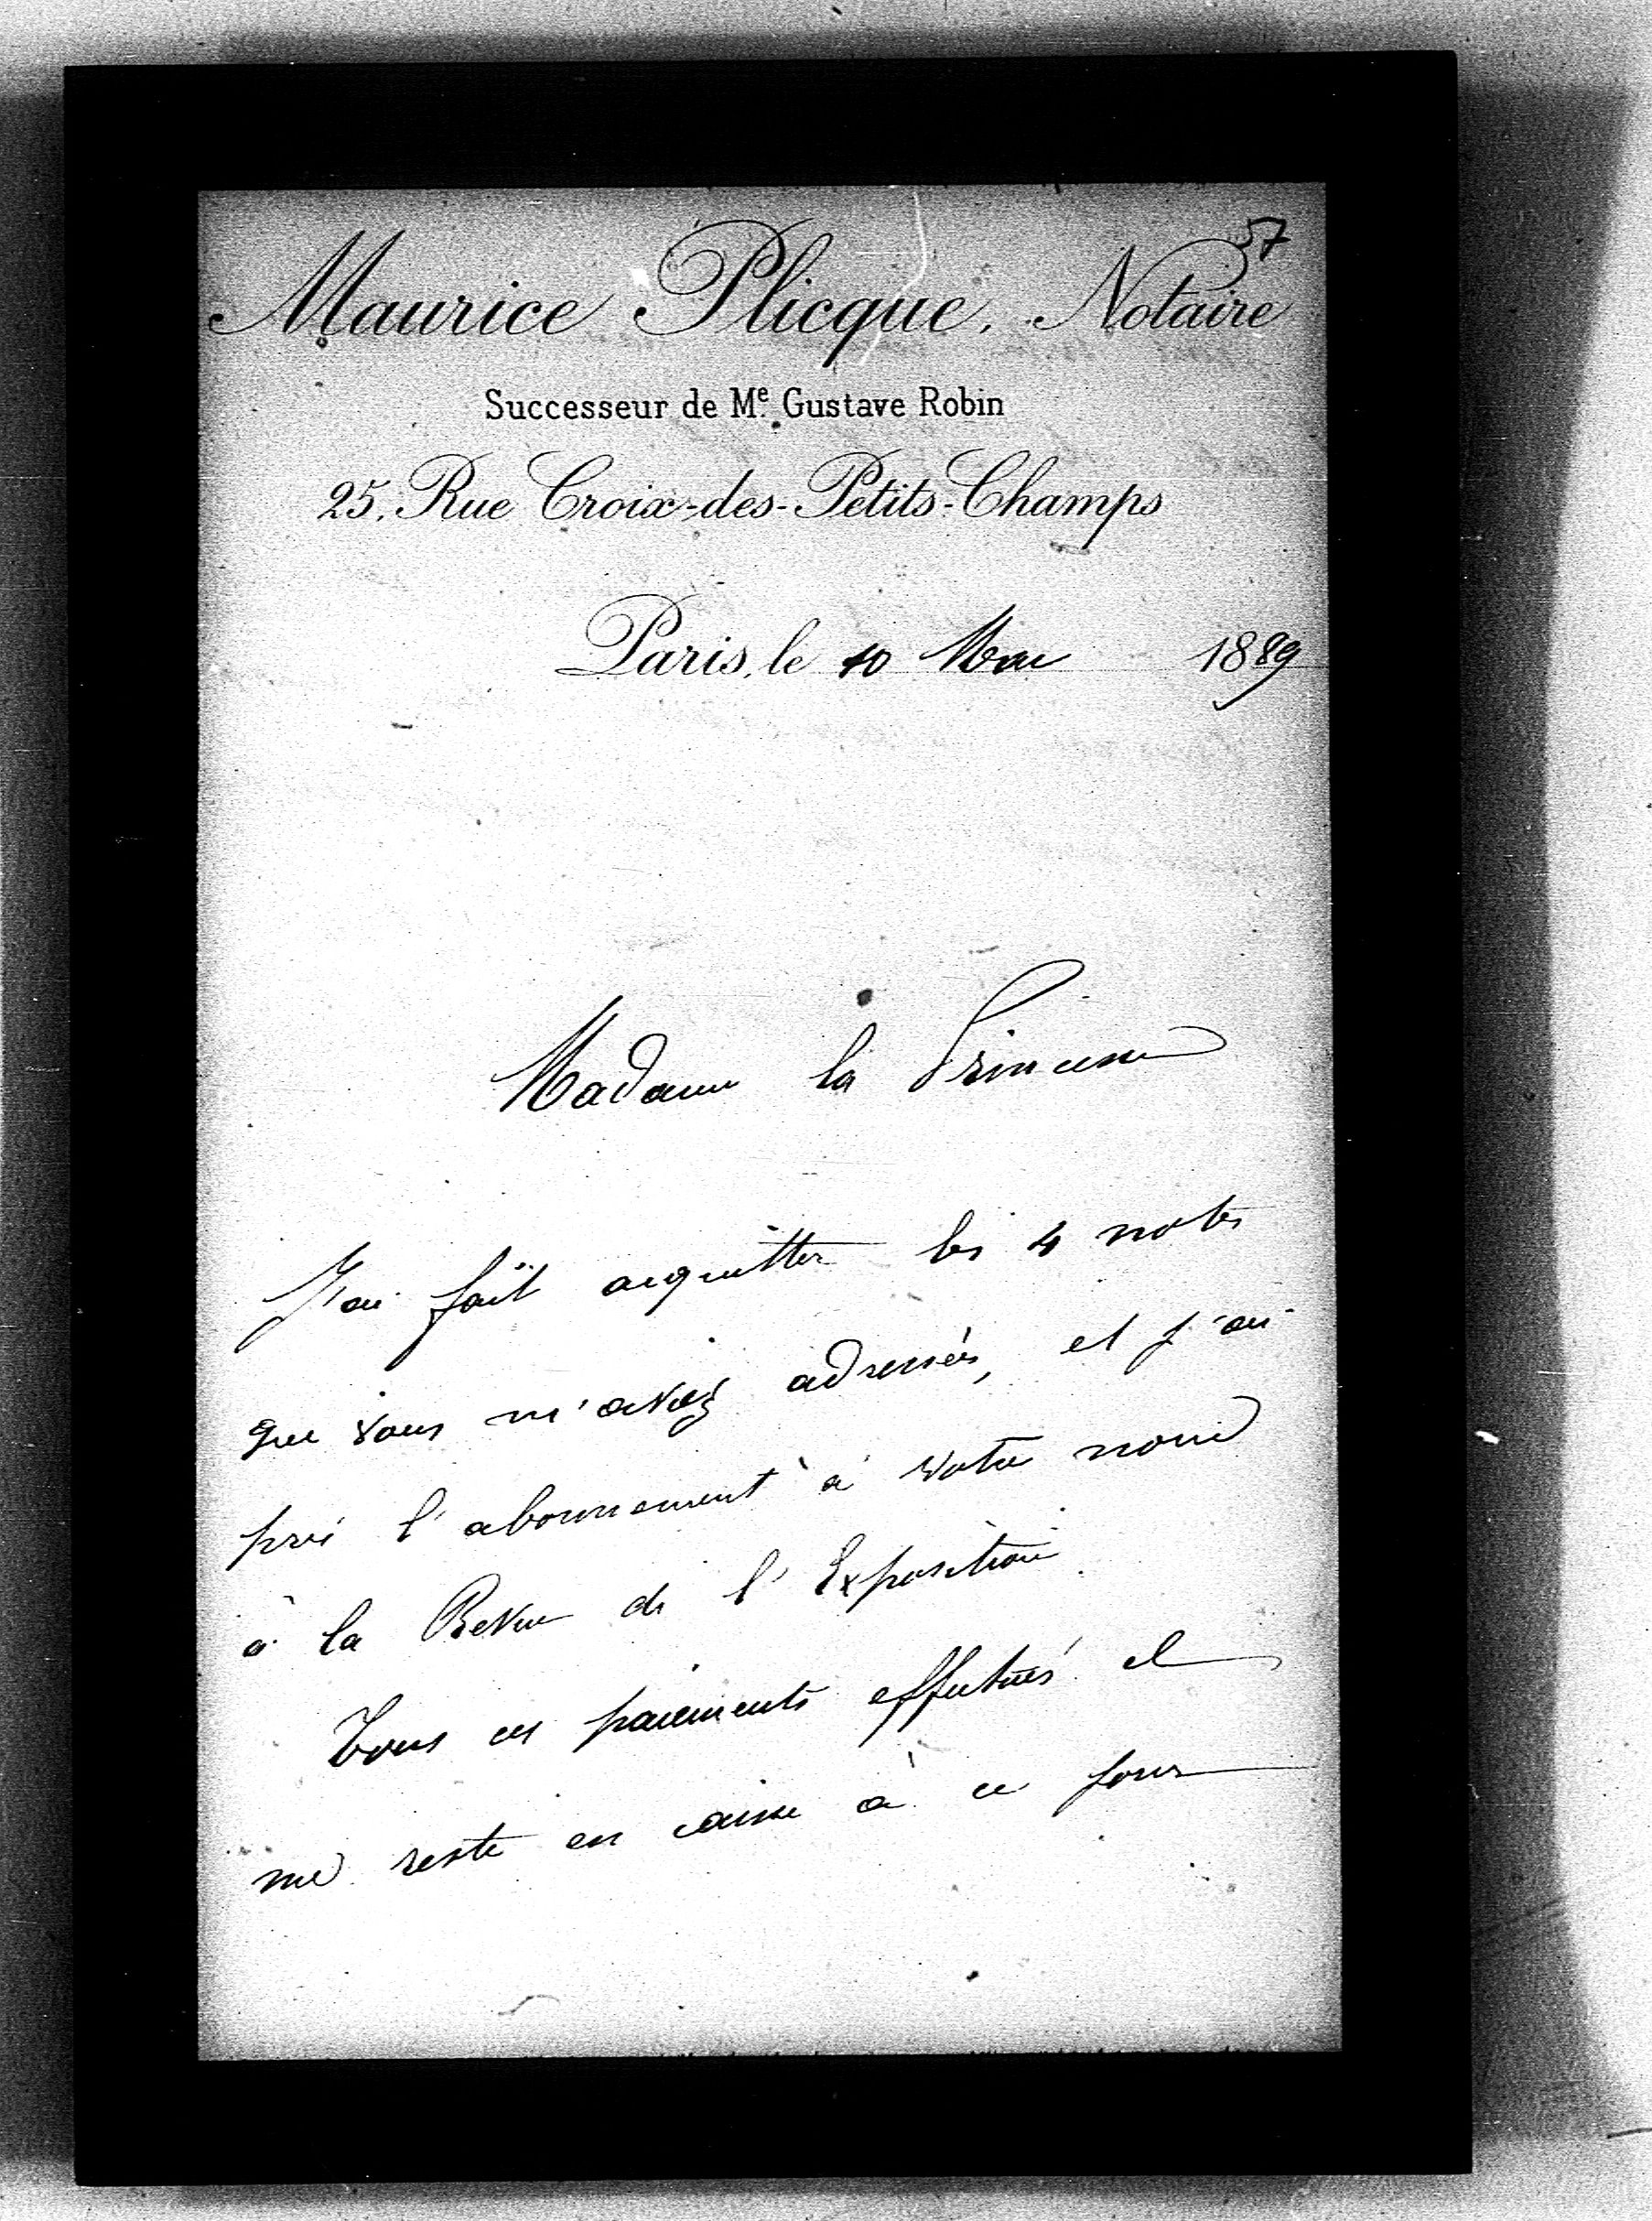 57
Maurice Plicque, Notaire
Successeur de Me. Gustave Robin
25, Rue Croix-des-Petits-Champs
Paris, le 10 Mai 1889
Madame la Princesse
J'ai fait acquitter les 4 notes
que vous m'avez adressées, et j'ai
pris l'abonnement à votre nom
à la Revue de l'Exposition.
Tous ces paiements effectués il
me reste en caisse à ce jour